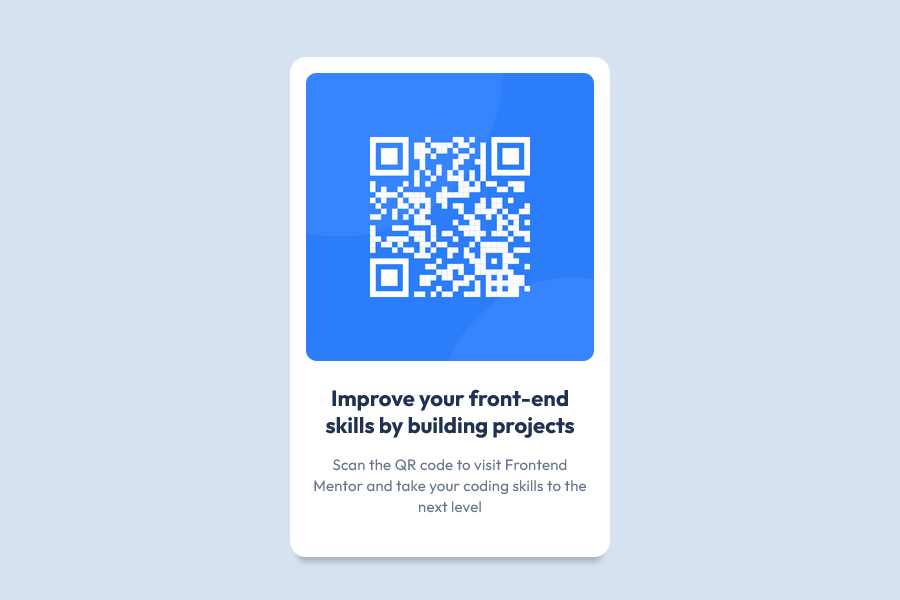 Improve your front-end
skills by building projects
Scan the QR code to visit Frontend
Mentor and take your coding skills to the
next level